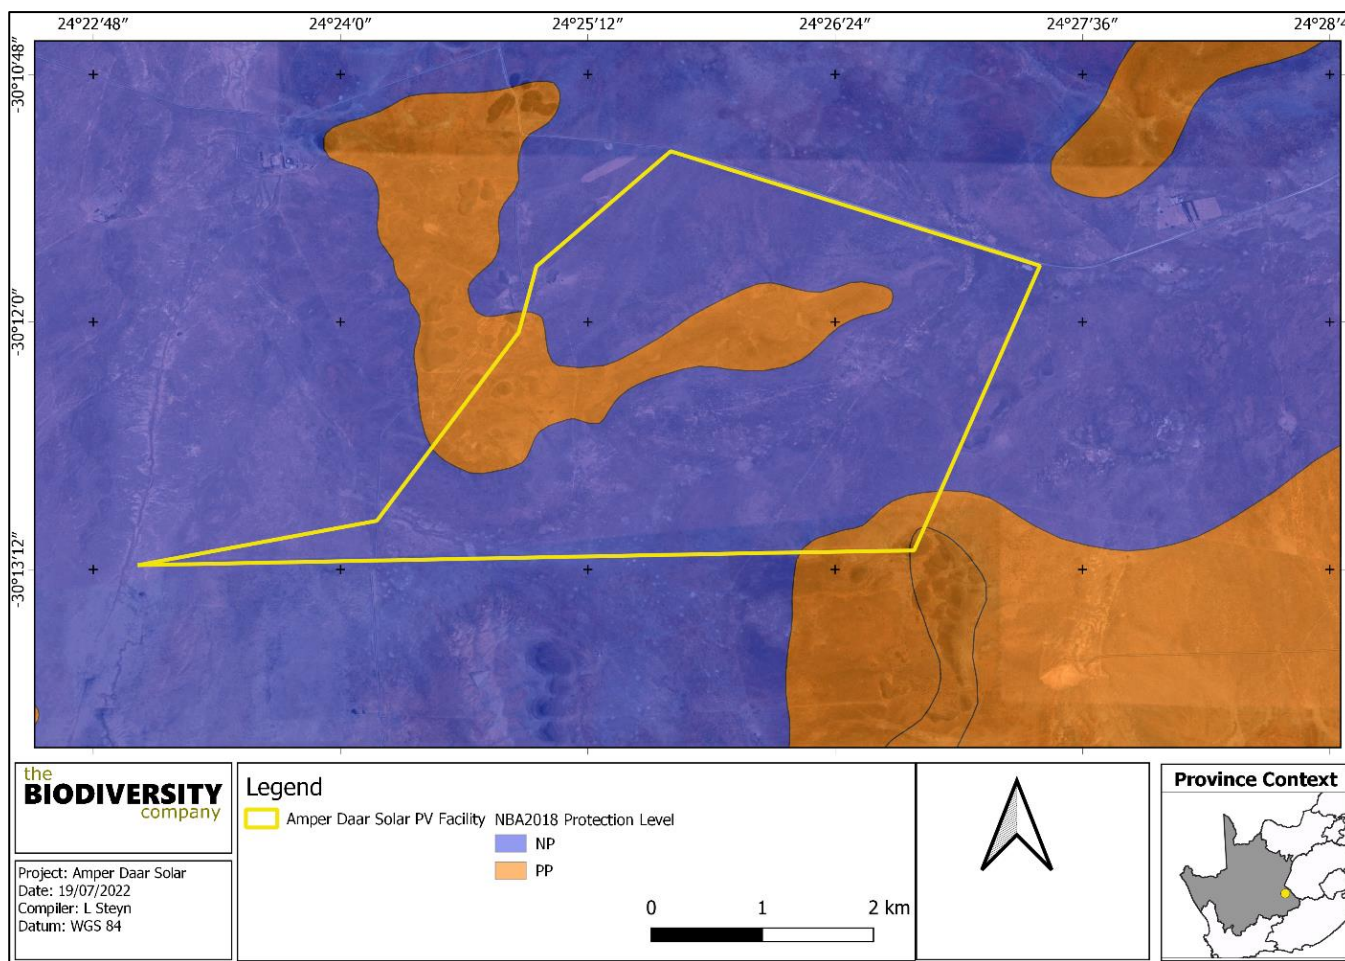 24°22′48″ 24°24′0″ 24°25′12″ 24°26′24″ 24°27′36″ 24°28′4
-30°10′48″
-30°12′0″
-30°13′12″
the
BIODIVERSITY
company
Project: Amper Daar Solar
Date: 19/07/2022
Compiler: L Steyn
Datum: WGS 84
Legend
Amper Daar Solar PV Facility
NBA2018 Protection Level
NP
PP
0 1 2 km
Province Context